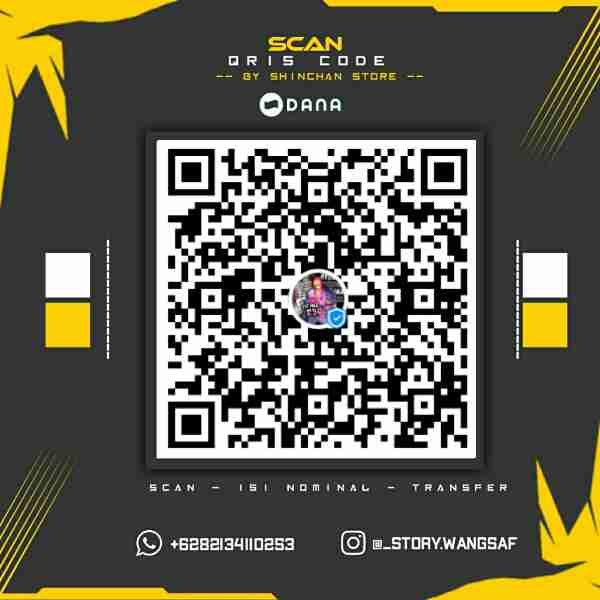 SCAN
QRIS CODE
-- BY SHINCHAN STORE --
DANA
SCAN - ISI NOMINAL - TRANSFER
+6282134110253
@_STORY.WANGSAF